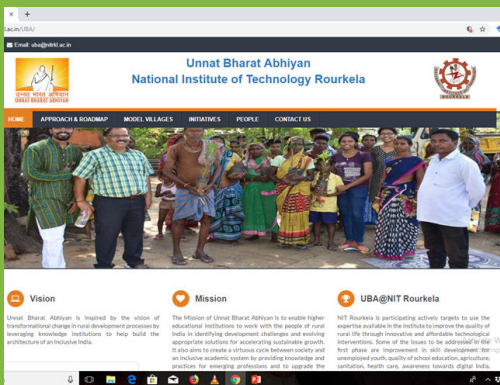 l.ac.in/UBA/
Email: uba@nitrkl.ac.in
Unnat Bharat Abhiyan
National Institute of Technology Rourkela
उन्नत भारत अभियान
UNNAT BHARAT ABHIYAN
ROURKELA
HOME APPROACH & ROADMAP MODEL VILLAGES INITIATIVES PEOPLE CONTACT US
Vision
Unnat Bharat Abhiyan is inspired by the vision of
transformational change in rural development processes by
leveraging knowledge institutions to help build the
architecture of an Inclusive India.
Mission
The Mission of Unnat Bharat Abhiyan is to enable higher
educational institutions to work with the people of rural
India in identifying development challenges and evolving
appropriate solutions for accelerating sustainable growth.
It also aims to create a virtuous cycle between society and
an inclusive academic system by providing knowledge and
practices for emerging professions and to upgrade the
UBA@NIT Rourkela
NIT Rourkela is participating actively targets to use the
expertise available in the institute to improve the quality of
rural life through innovative and affordable technological
interventions. Some of the issues to be addressed in
first phase are improvement in skill development for
unemployed youth, quality of school education, agriculture,
sanitation, health care, awareness towards digital India,